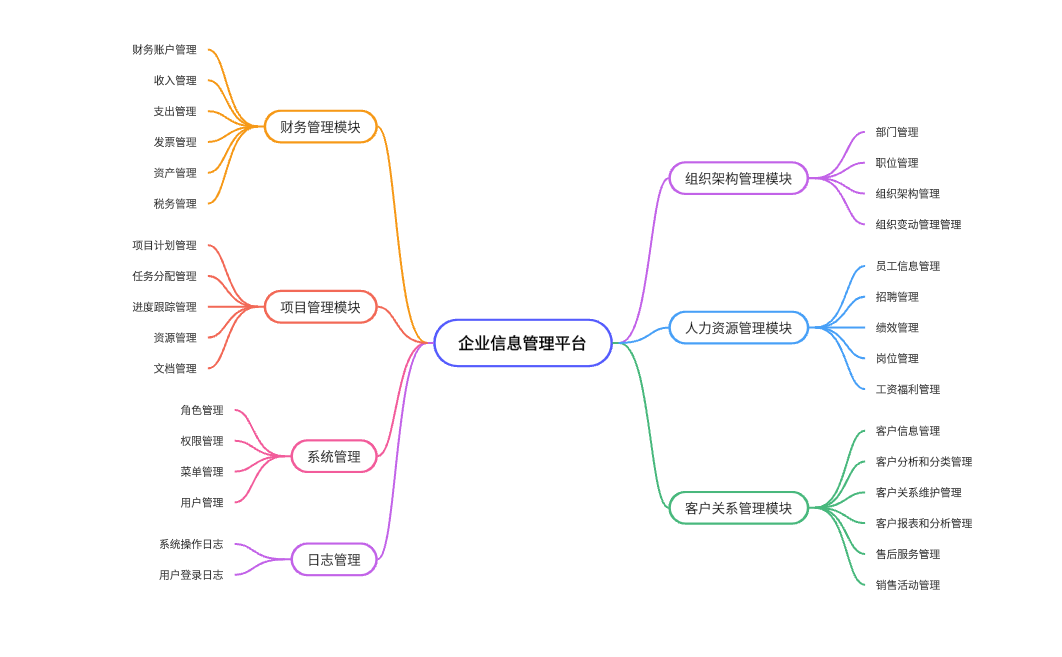 企业信息管理平台
财务管理模块
财务账户管理
收入管理
支出管理
发票管理
资产管理
税务管理
项目管理模块
项目计划管理
任务分配管理
进度跟踪管理
资源管理
文档管理
系统管理
角色管理
权限管理
菜单管理
用户管理
日志管理
系统操作日志
用户登录日志
组织架构管理模块
部门管理
职位管理
组织架构管理
组织变动管理管理
人力资源管理模块
员工信息管理
招聘管理
绩效管理
岗位管理
工资福利管理
客户关系管理模块
客户信息管理
客户分析和分类管理
客户关系维护管理
客户报表和分析管理
售后服务管理
销售活动管理